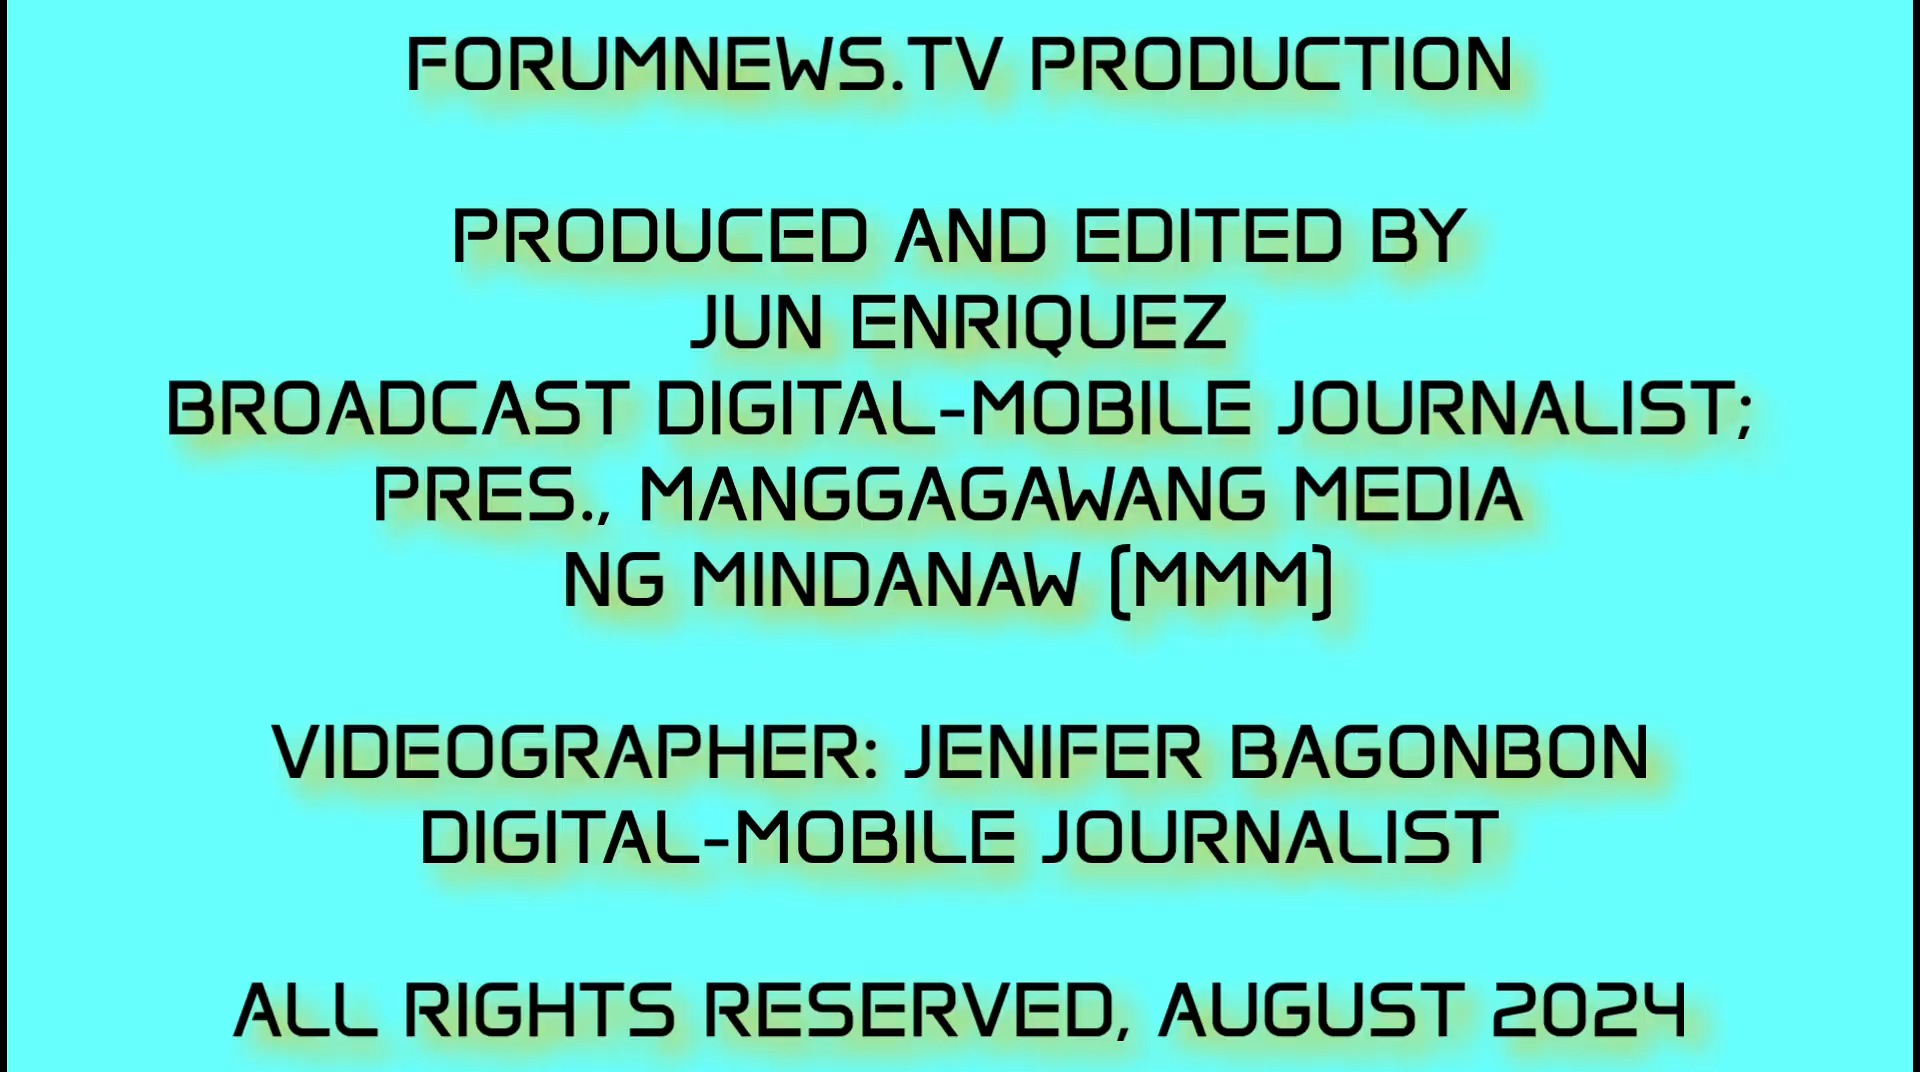 FORUMNEWS.TV PRODUCTION
PRODUCED AND EDITED BY
JUN ENRIQUEZ
BROADCAST DIGITAL-MOBILE JOURNALIST;
PRES., MANGGAGAWANG MEDIA
NG MINDANAW (MMM)
VIDEOGRAPHER: JENIFER BAGONBON
DIGITAL-MOBILE JOURNALIST
ALL RIGHTS RESERVED, AUGUST 2024